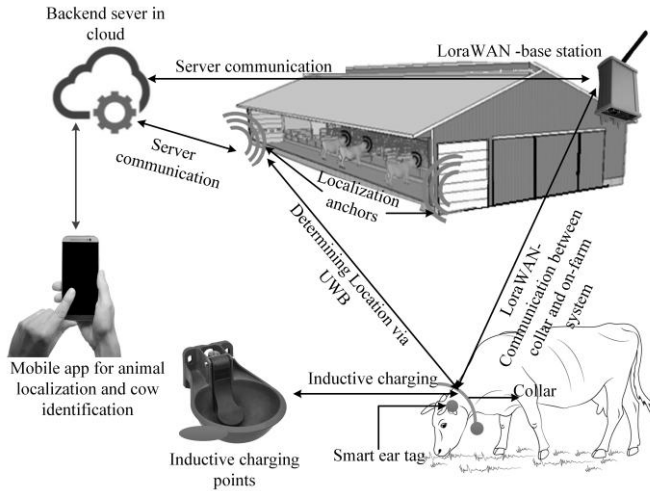 Backend sever in
cloud
LoraWAN -base station
Server communication
Server
communication
Localization
anchors
Determining Location via
UWB
LoraWAN-
Communication between
collar and on-farm
system
Mobile app for animal
localization and cow
identification
Inductive charging
Collar
Smart ear tag
Inductive charging
points